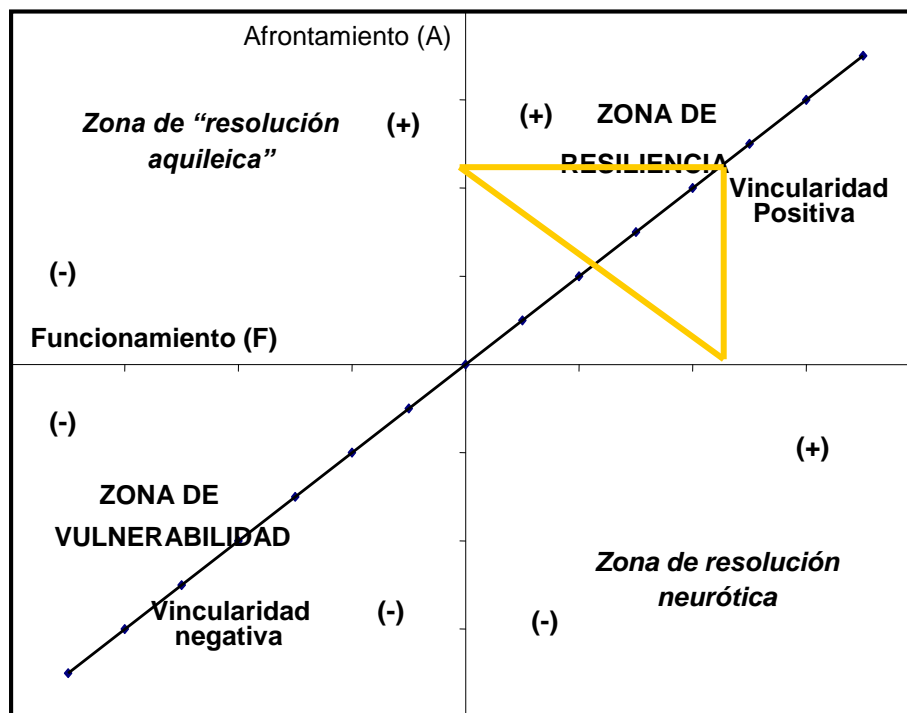 Afrontamiento (A)
Zona de “resolución
aquileica”
(+)
(+)
ZONA DE
RESILIENCIA
Vincularidad
Positiva
(-)
Funcionamiento (F)
(-)
(+)
ZONA DE
VULNERABILIDAD
Vincularidad
negativa
(-)
Zona de resolución
neurótica
(-)